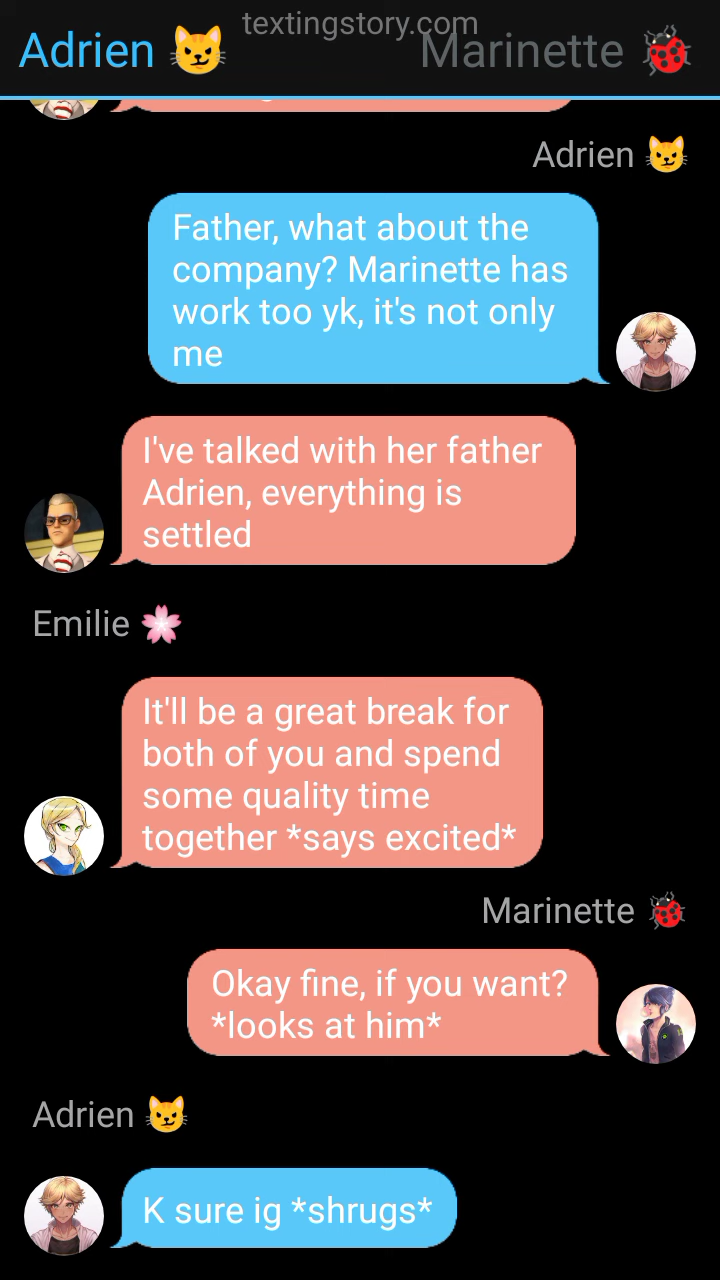 textingstory.com
Adrien 😼 Marinette 🐞
Adrien 😼
Father, what about the
company? Marinette has
work too yk, it's not only
me
I've talked with her father
Adrien, everything is
settled
Emilie 🌸
It'll be a great break for
both of you and spend
some quality time
together *says excited*
Marinette 🐞
Okay fine, if you want?
*looks at him*
Adrien 😼
K sure ig *shrugs*